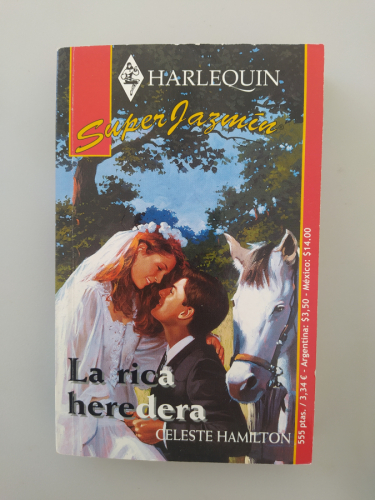 HARLEQUIN
Super Jazmín
La rica
heredera
CELESTE HAMILTON
555 ptas. / 3,34 € - Argentina: $3,50 - México: $14.00